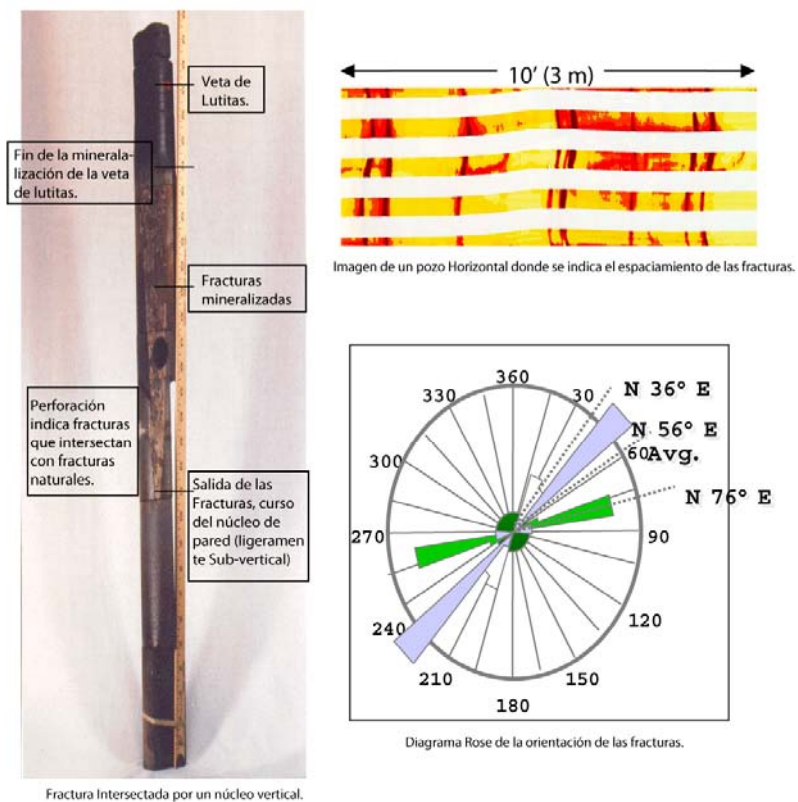 Veta de
Lutitas.
Fin de la minerala-
lización de la veta
de lutitas.
Fracturas
mineralizadas
Perforación
indica fracturas
que intersectan
con fracturas
naturales.
Salida de las
Fracturas, curso
del núcleo de
pared (ligeramen
te Sub-vertical)
Fractura Intersectada por un núcleo vertical.
10' (3 m)
Imagen de un pozo Horizontal donde se indica el espaciamiento de las fracturas.
360
330
30
N 36° E
N 56° E
300
60Avg.
N 76° E
270
90
240
120
210
150
180
Diagrama Rose de la orientación de las fracturas.